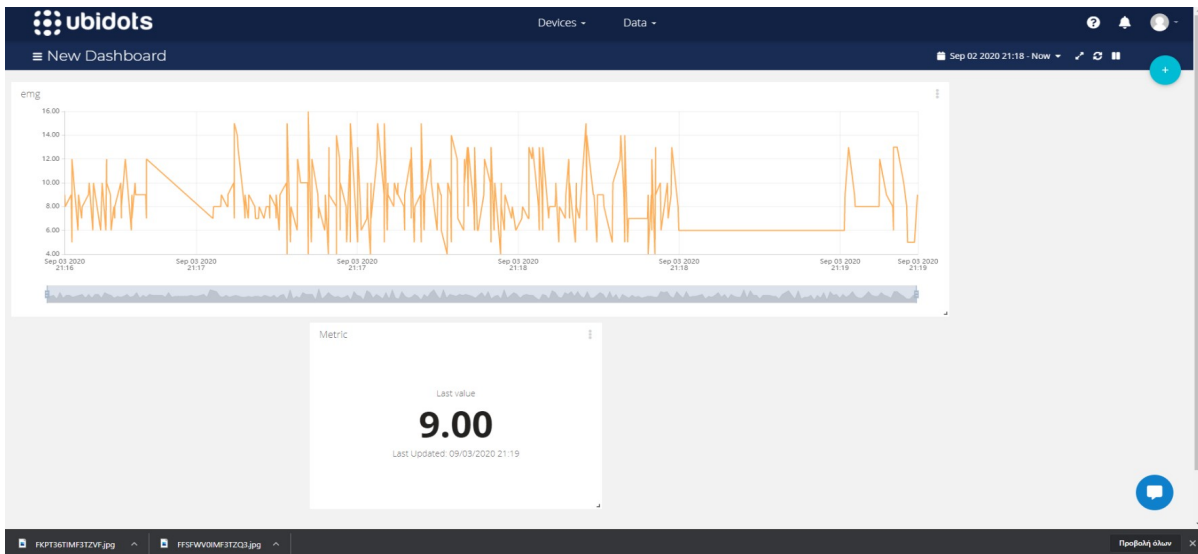 ubidots
Devices
Data
New Dashboard
Sep 02 2020 21:18 - Now
emg
16.00
14.00
12.00
10.00
8.00
6.00
4.00
Sep 03 2020
21:16
Sep 03 2020
21:17
Sep 03 2020
21:17
Sep 03 2020
21:18
Sep 03 2020
21:18
Sep 03 2020
21:19
Sep 03 2020
21:19
Metric
Last value
9.00
Last Updated: 09/03/2020 21:19
FKPT36TIMF3TZVF.jpg
FFSFWV0IMF3TZQ3.jpg
Προβολή όλων